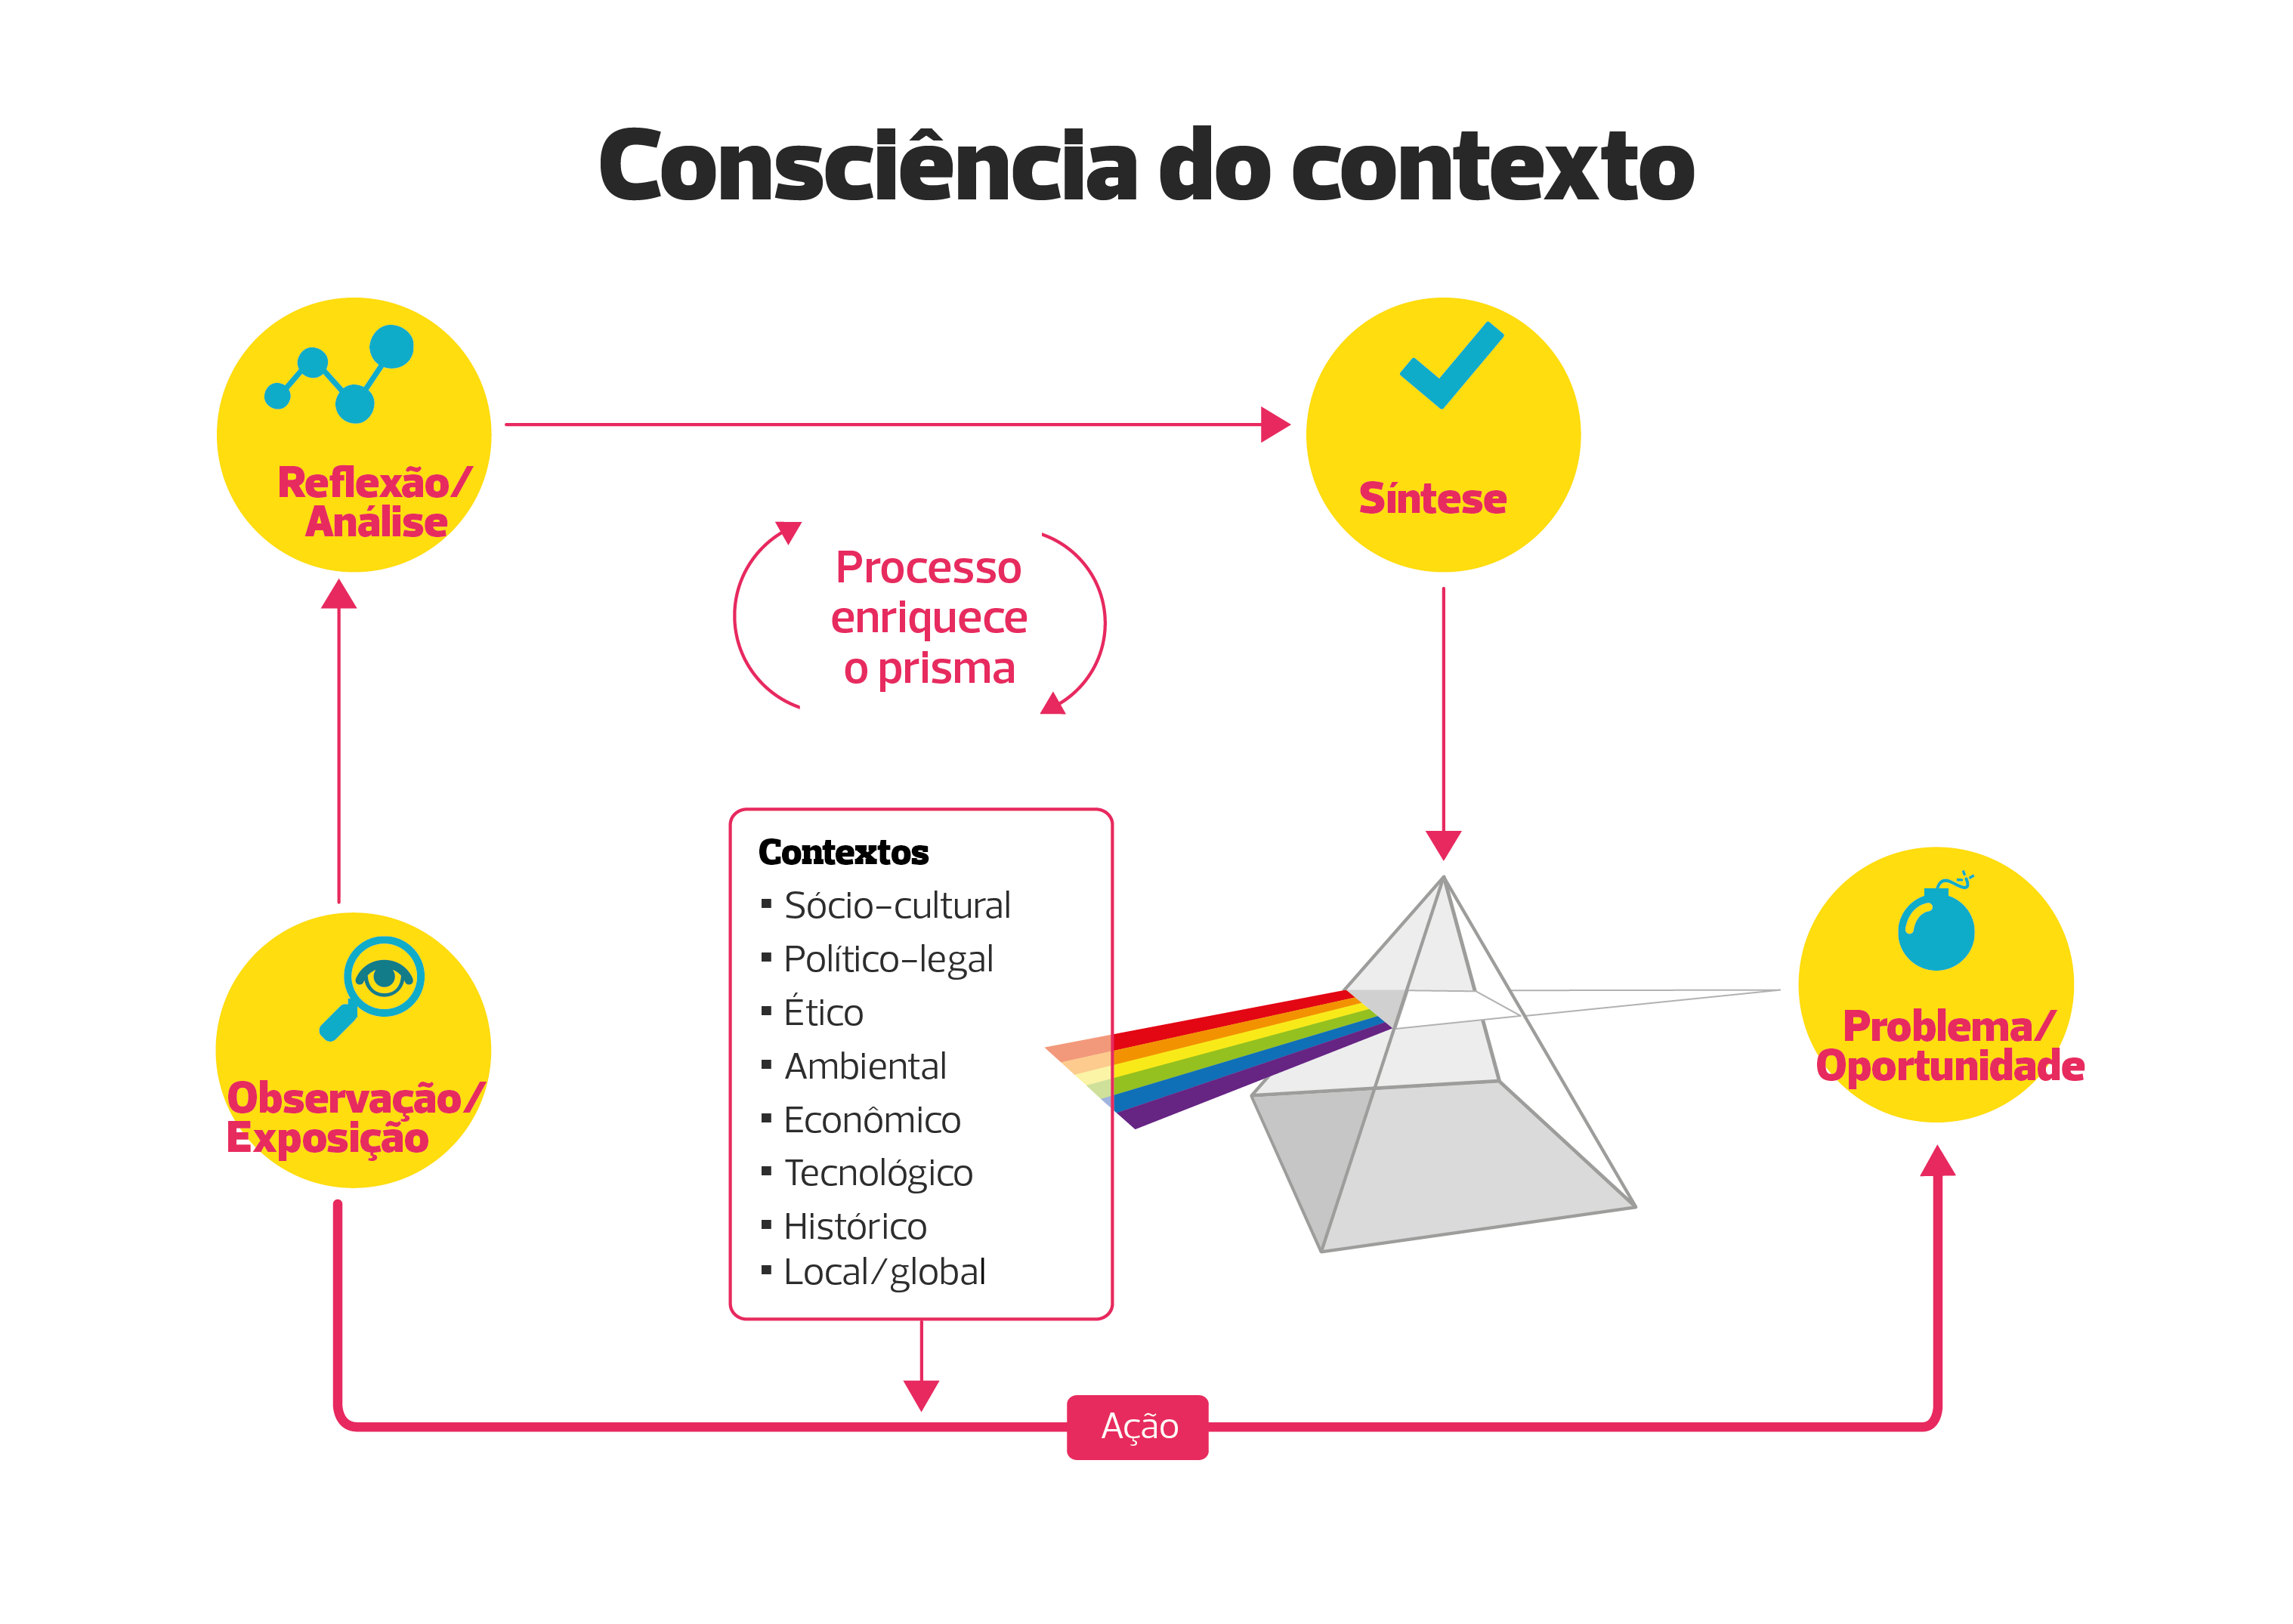 Consciência do contexto
Reflexão/
Análise
Síntese
Processo
enriquece
o prisma
Contextos
▪ Sócio-cultural
▪ Político-legal
▪ Ético
▪ Ambiental
▪ Econômico
▪ Tecnológico
▪ Histórico
▪ Local/global
Problema/
Oportunidade
Observação/
Exposição
Ação